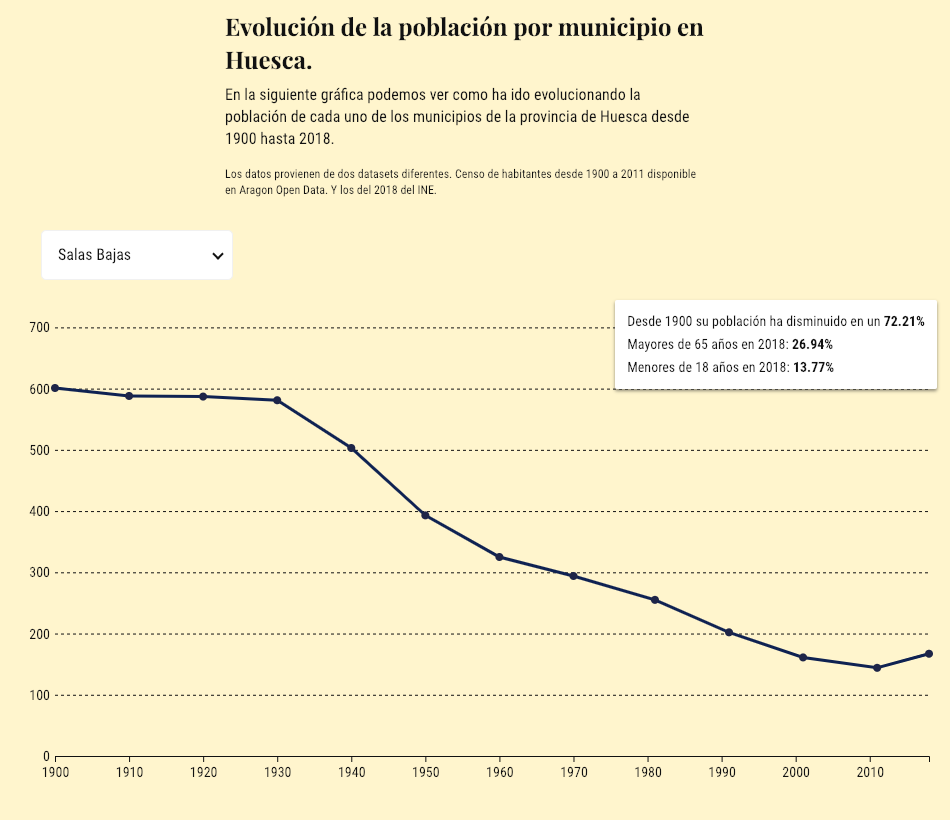 Evolución de la población por municipio en
Huesca.
En la siguiente gráfica podemos ver como ha ido evolucionando la
población de cada uno de los municipios de la provincia de Huesca desde
1900 hasta 2018.
Los datos provienen de dos datasets diferentes. Censo de habitantes desde 1900 a 2011 disponible
en Aragon Open Data. Y los del 2018 del INE.
Salas Bajas
Desde 1900 su población ha disminuido en un 72.21%
Mayores de 65 años en 2018: 26.94%
Menores de 18 años en 2018: 13.77%
700
600
500
400
300
200
100
0
1900 1910 1920 1930 1940 1950 1960 1970 1980 1990 2000 2010